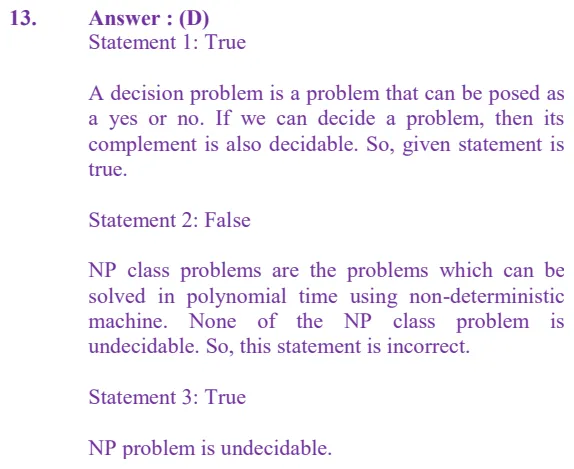 13. Answer : (D)
Statement 1: True
A decision problem is a problem that can be posed as
a yes or no. If we can decide a problem, then its
complement is also decidable. So, given statement is
true.
Statement 2: False
NP class problems are the problems which can be
solved in polynomial time using non-deterministic
machine. None of the NP class problem is
undecidable. So, this statement is incorrect.
Statement 3: True
NP problem is undecidable.